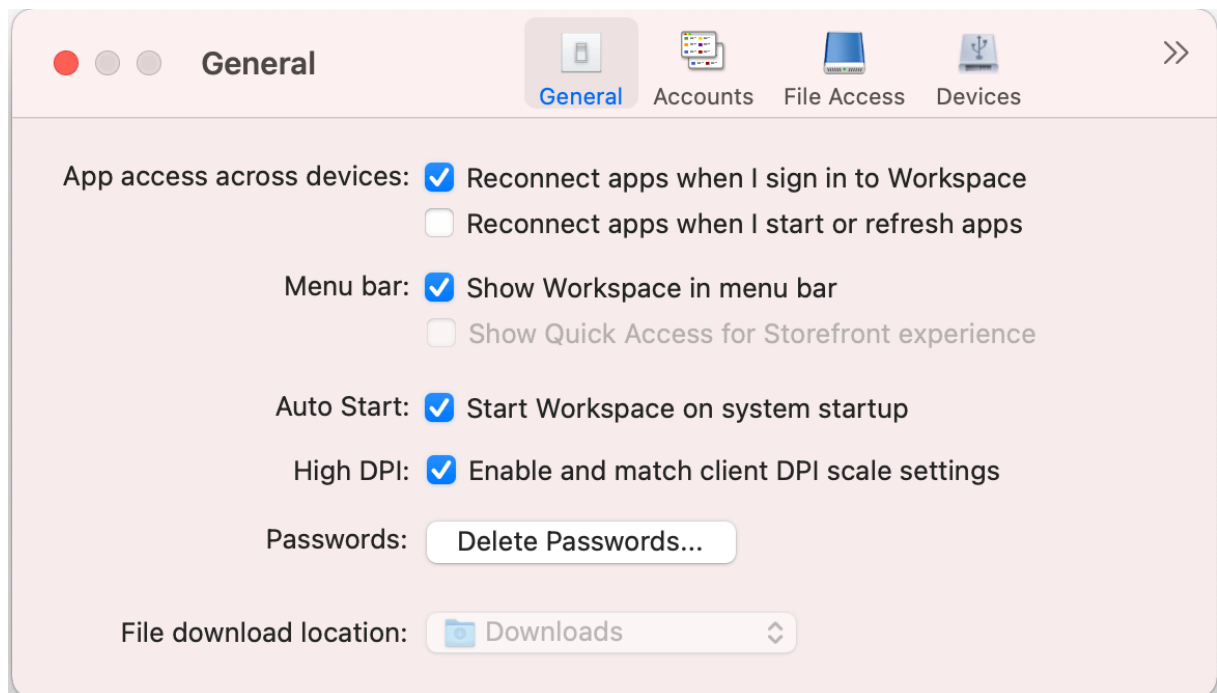 General
General Accounts File Access Devices
App access across devices: Reconnect apps when I sign in to Workspace
Reconnect apps when I start or refresh apps
Menu bar: Show Workspace in menu bar
Show Quick Access for Storefront experience
Auto Start: Start Workspace on system startup
High DPI: Enable and match client DPI scale settings
Passwords: Delete Passwords...
File download location: Downloads